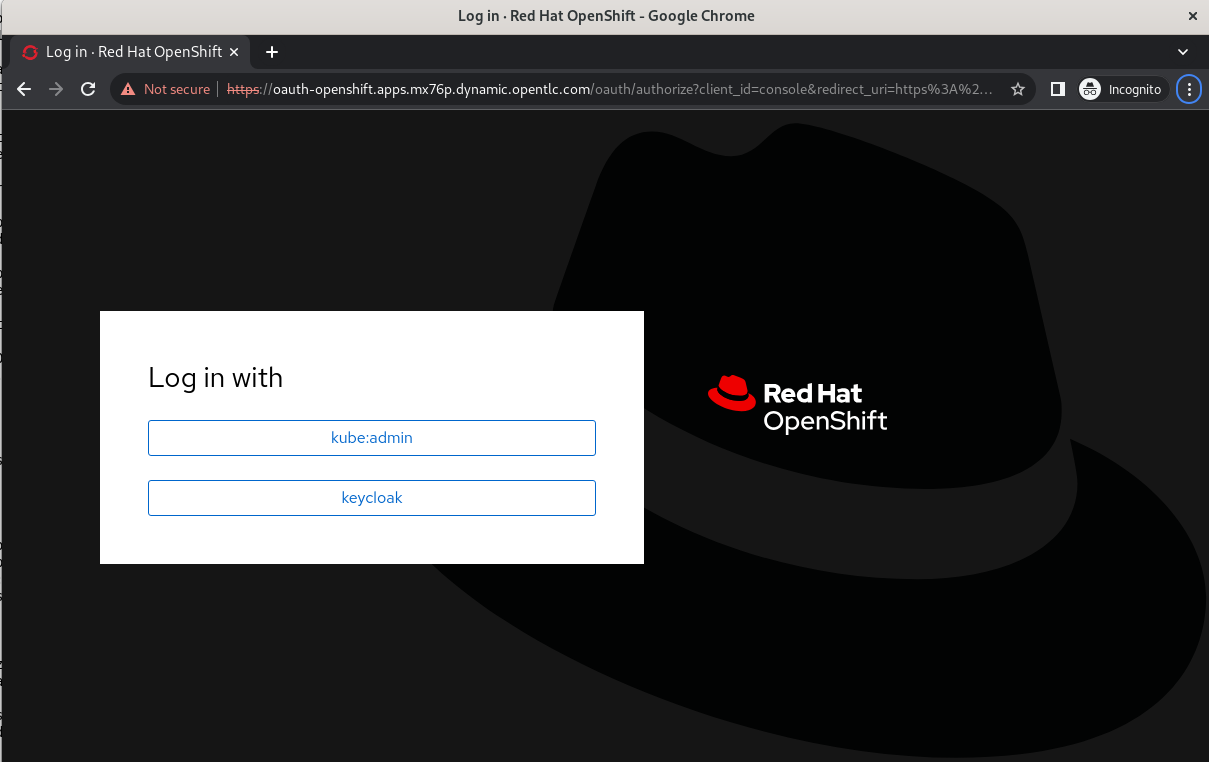 Log in · Red Hat OpenShift - Google Chrome
Log in · Red Hat OpenShift
Not secure https://oauth-openshift.apps.mx76p.dynamic.opentlc.com/oauth/authorize?client_id=console&redirect_uri=https%3A%2... Incognito
Log in with
kube:admin
keycloak
Red Hat
OpenShift